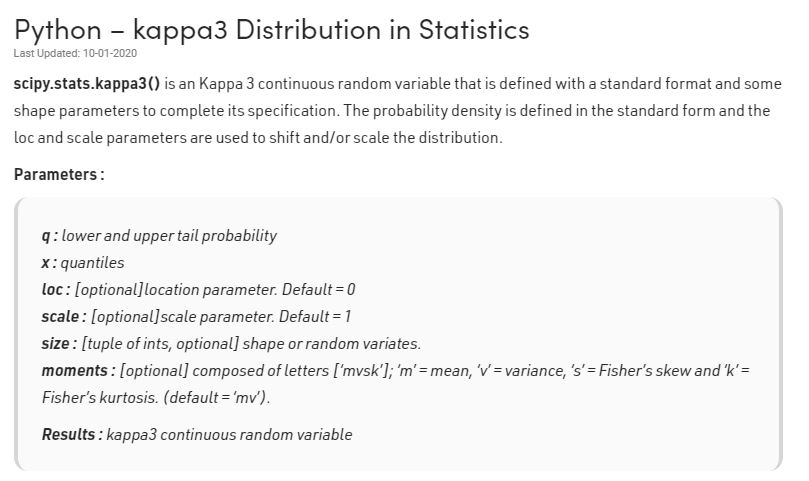 Python – kappa3 Distribution in Statistics
Last Updated: 10-01-2020
scipy.stats.kappa3() is an Kappa 3 continuous random variable that is defined with a standard format and some
shape parameters to complete its specification. The probability density is defined in the standard form and the
loc and scale parameters are used to shift and/or scale the distribution.
Parameters :
q : lower and upper tail probability
x : quantiles
loc : [optional]location parameter. Default = 0
scale : [optional]scale parameter. Default = 1
size : [tuple of ints, optional] shape or random variates.
moments : [optional] composed of letters [‘mvsk’]; ‘m’ = mean, ‘v’ = variance, ‘s’ = Fisher’s skew and ‘k’ =
Fisher’s kurtosis. (default = ‘mv’).
Results : kappa3 continuous random variable